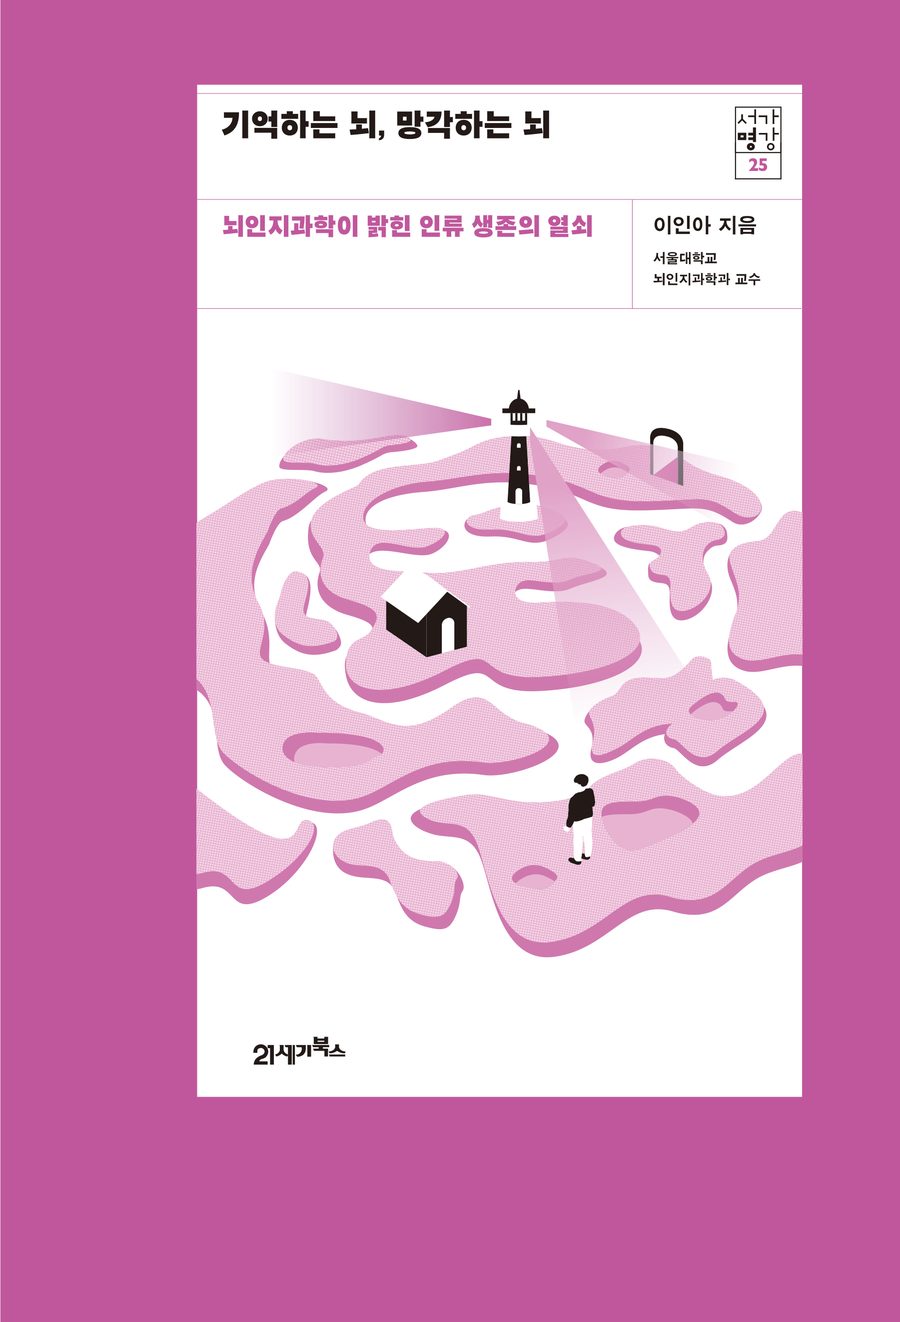 기억하는 뇌, 망각하는 뇌
서가
명강
25
뇌인지과학이 밝힌 인류 생존의 열쇠
이인아 지음
서울대학교
뇌인지과학과 교수
21세기북스